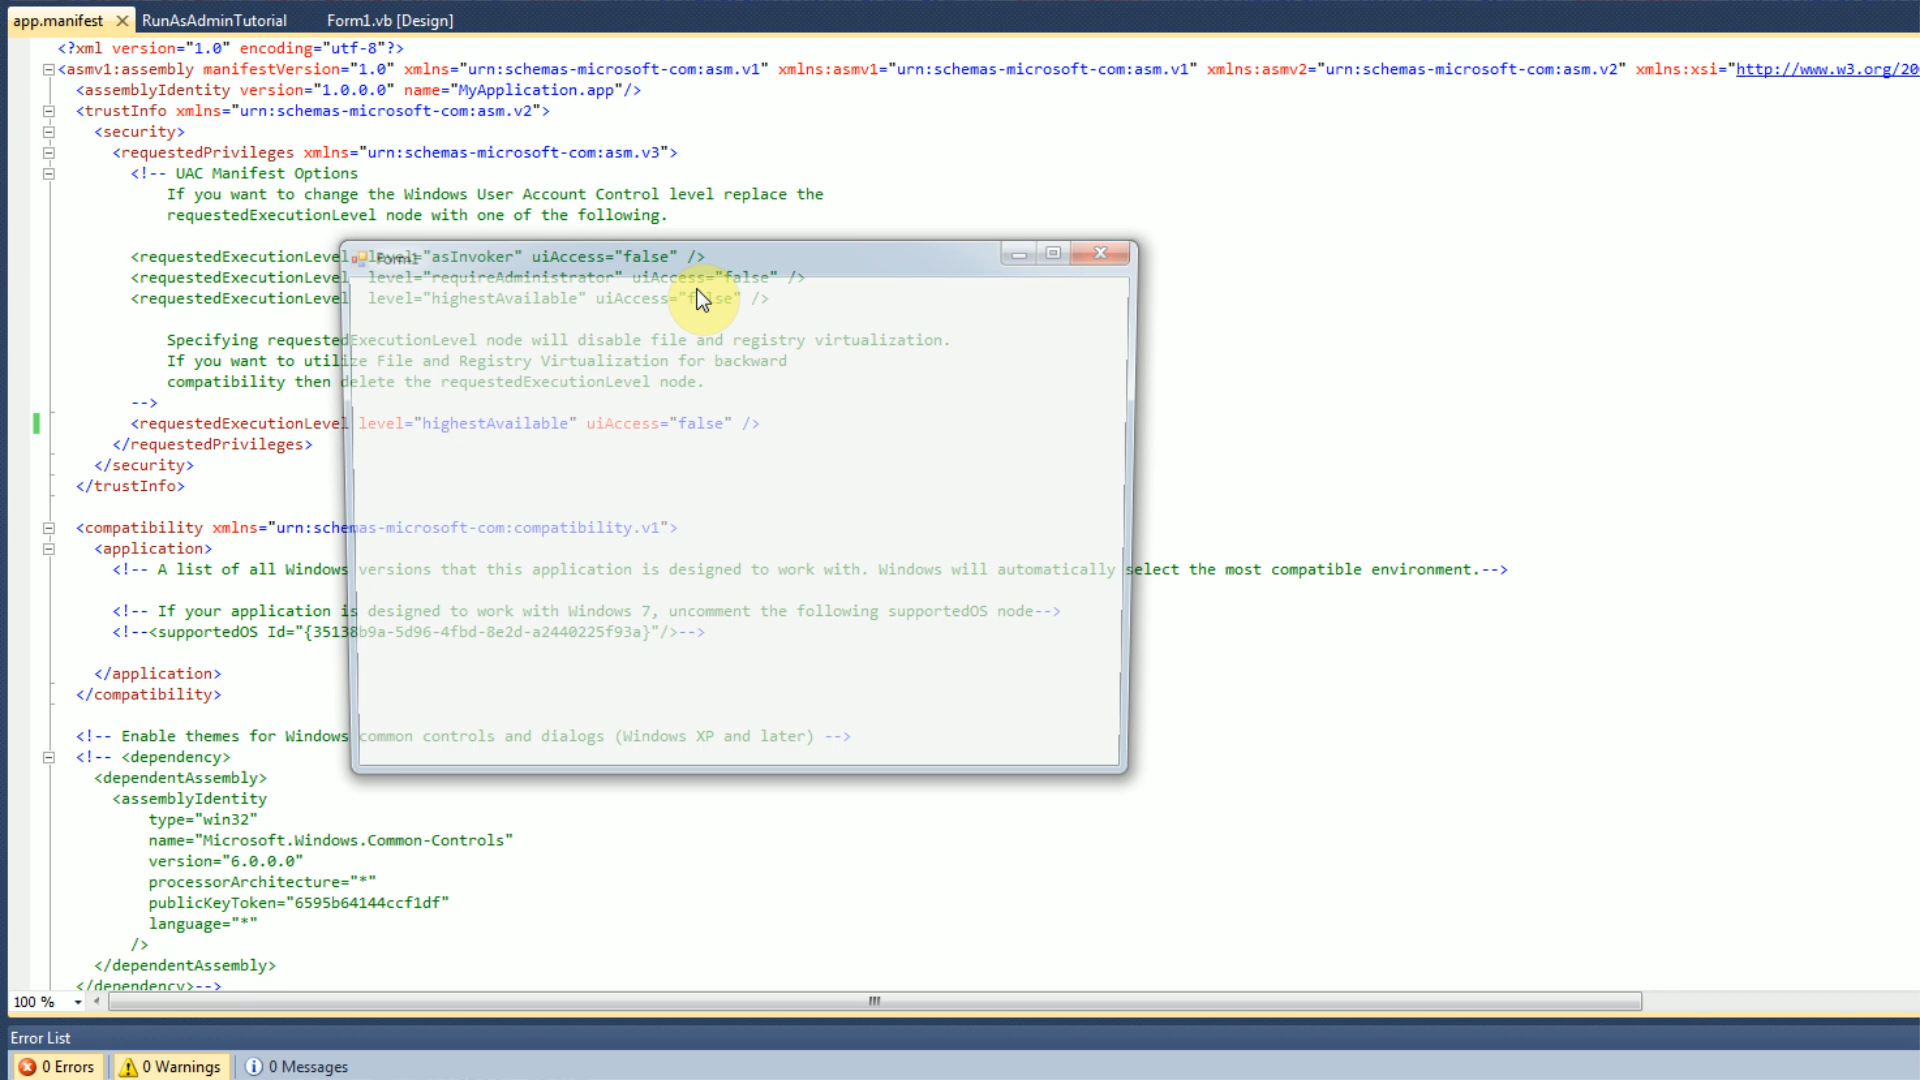 app.manifest RunAsAdminTutorial Form1.vb [Design]
<?xml version="1.0" encoding="utf-8"?>
<asmv1:assembly manifestVersion="1.0" xmlns="urn:schemas-microsoft-com:asm.v1" xmlns:asmv1="urn:schemas-microsoft-com:asm.v1" xmlns:asmv2="urn:schemas-microsoft-com:asm.v2" xmlns:xsi="http://www.w3.org/20
<assemblyIdentity version="1.0.0.0" name="MyApplication.app"/>
<trustInfo xmlns="urn:schemas-microsoft-com:asm.v2">
<security>
<requestedPrivileges xmlns="urn:schemas-microsoft-com:asm.v3">
<!-- UAC Manifest Options
If you want to change the Windows User Account Control level replace the
requestedExecutionLevel node with one of the following.
<requestedExecutionLevel level="asInvoker" uiAccess="false" />
Form1
<requestedExecutionLevel level="requireAdministrator" uiAccess="false" />
<requestedExecutionLevel level="highestAvailable" uiAccess="false" />
Specifying requestedExecutionLevel node will disable file and registry virtualization.
If you want to utilize File and Registry Virtualization for backward
compatibility then delete the requestedExecutionLevel node.
-->
<requestedExecutionLevel level="highestAvailable" uiAccess="false" />
</requestedPrivileges>
</security>
</trustInfo>
<compatibility xmlns="urn:schemas-microsoft-com:compatibility.v1">
<application>
<!-- A list of all Windows versions that this application is designed to work with. Windows will automatically select the most compatible environment.-->
<!-- If your application is designed to work with Windows 7, uncomment the following supportedOS node-->
<!--<supportedOS Id="{35138b9a-5d96-4fbd-8e2d-a2440225f93a}"/>-->
</application>
</compatibility>
<!-- Enable themes for Windows common controls and dialogs (Windows XP and later) -->
<!-- <dependency>
<dependentAssembly>
<assemblyIdentity
type="win32"
name="Microsoft.Windows.Common-Controls"
version="6.0.0.0"
processorArchitecture="*"
publicKeyToken="6595b64144ccf1df"
language="*"
/>
</dependentAssembly>
</dependency>-->
100 %
Error List
0 Errors 0 Warnings 0 Messages